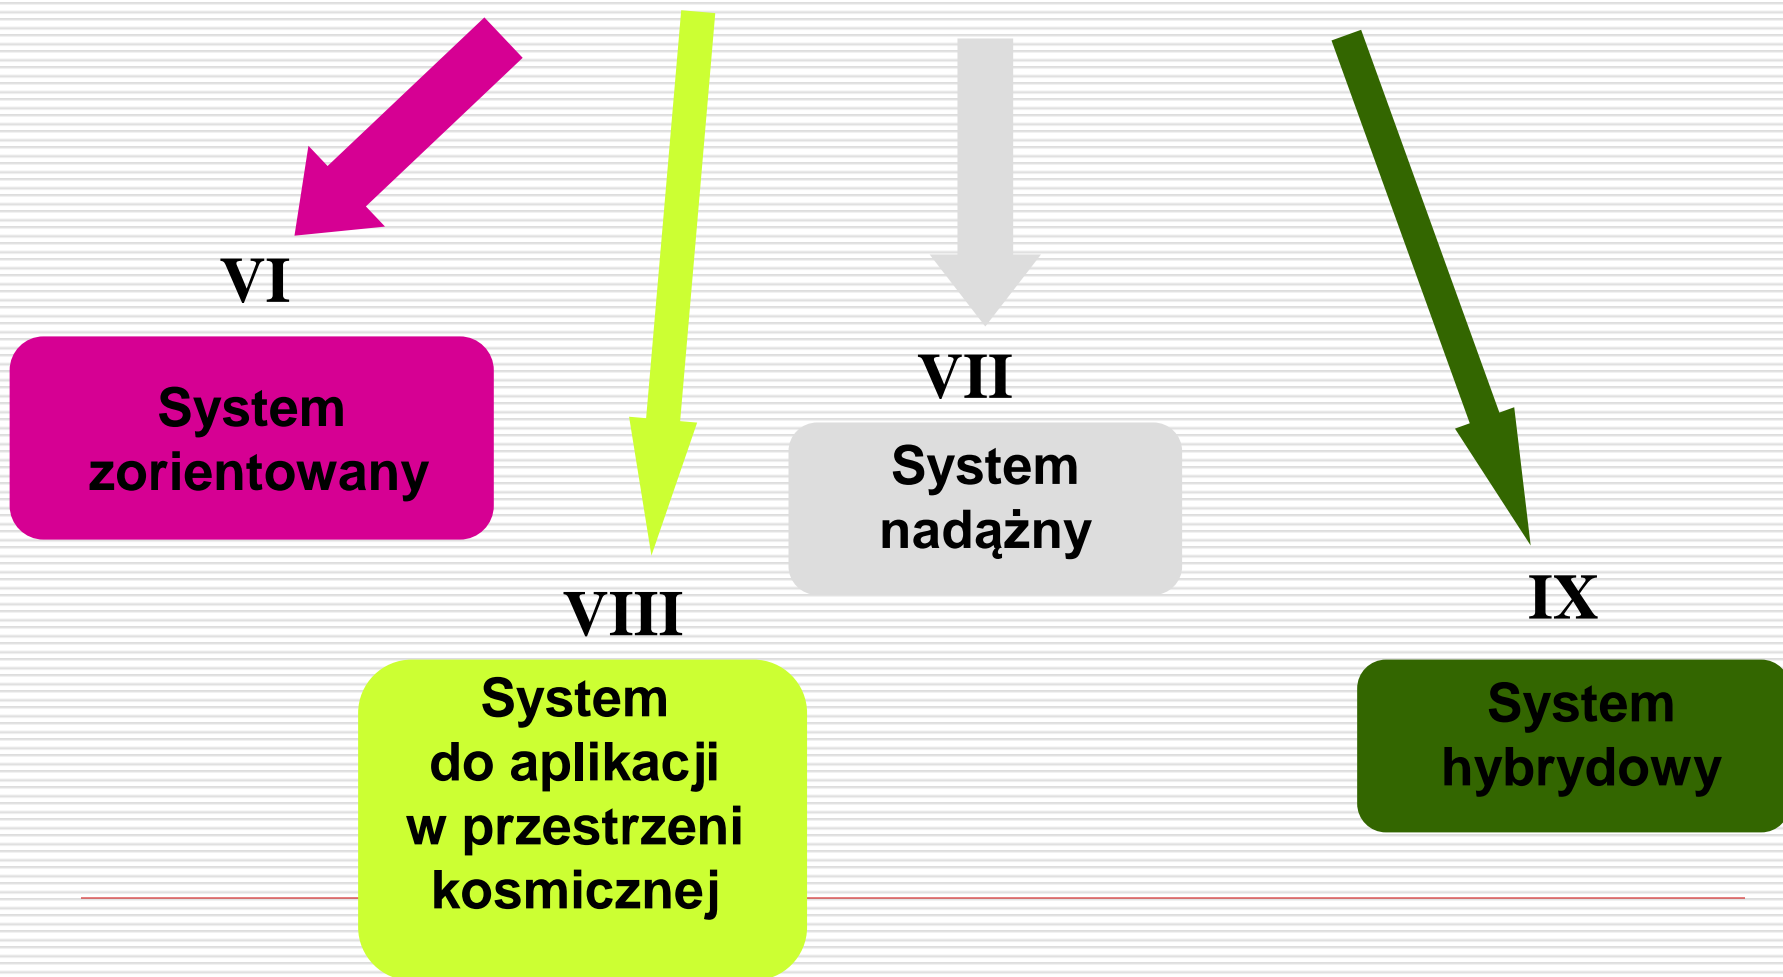 VI
System
zorientowany
VII
System
nadążny
VIII
System
do aplikacji
w przestrzeni
kosmicznej
IX
System
hybrydowy